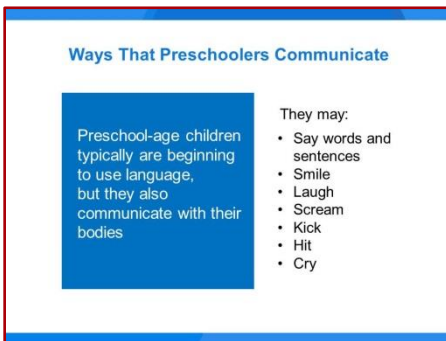 Ways That Preschoolers Communicate
Preschool-age children
typically are beginning
to use language,
but they also
communicate with their
bodies
They may:
• Say words and
sentences
• Smile
• Laugh
• Scream
• Kick
• Hit
• Cry